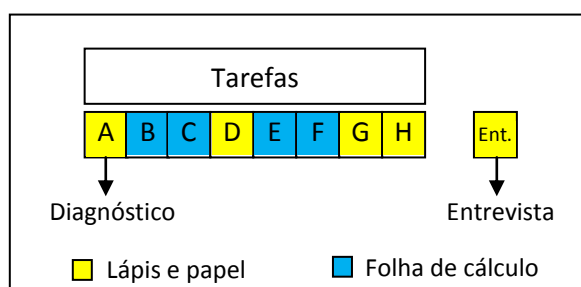 Tarefas
A B C D E F G H Ent.
Diagnóstico Entrevista
Lápis e papel Folha de cálculo